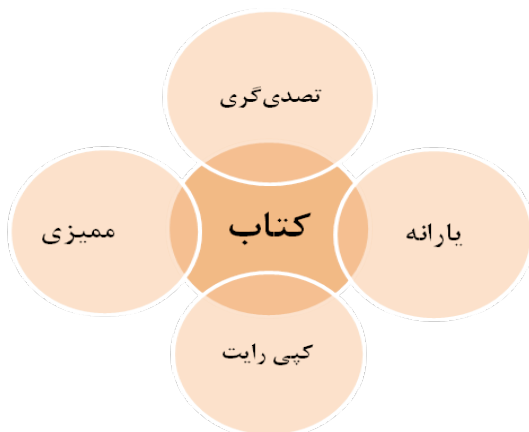 تصدی‌گری
یارانه
کتاب
ممیزی
کپی رایت